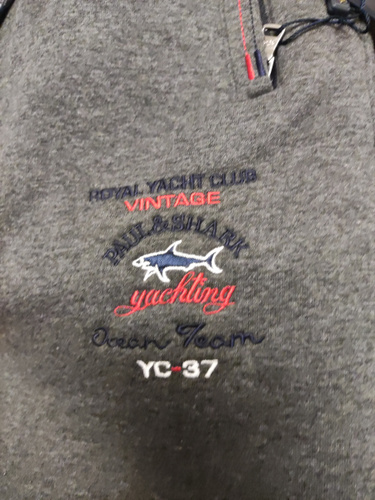 ROYAL YACHT CLUB
VINTAGE
PAUL & SHARK
yachting
Ocean Team
YC-37